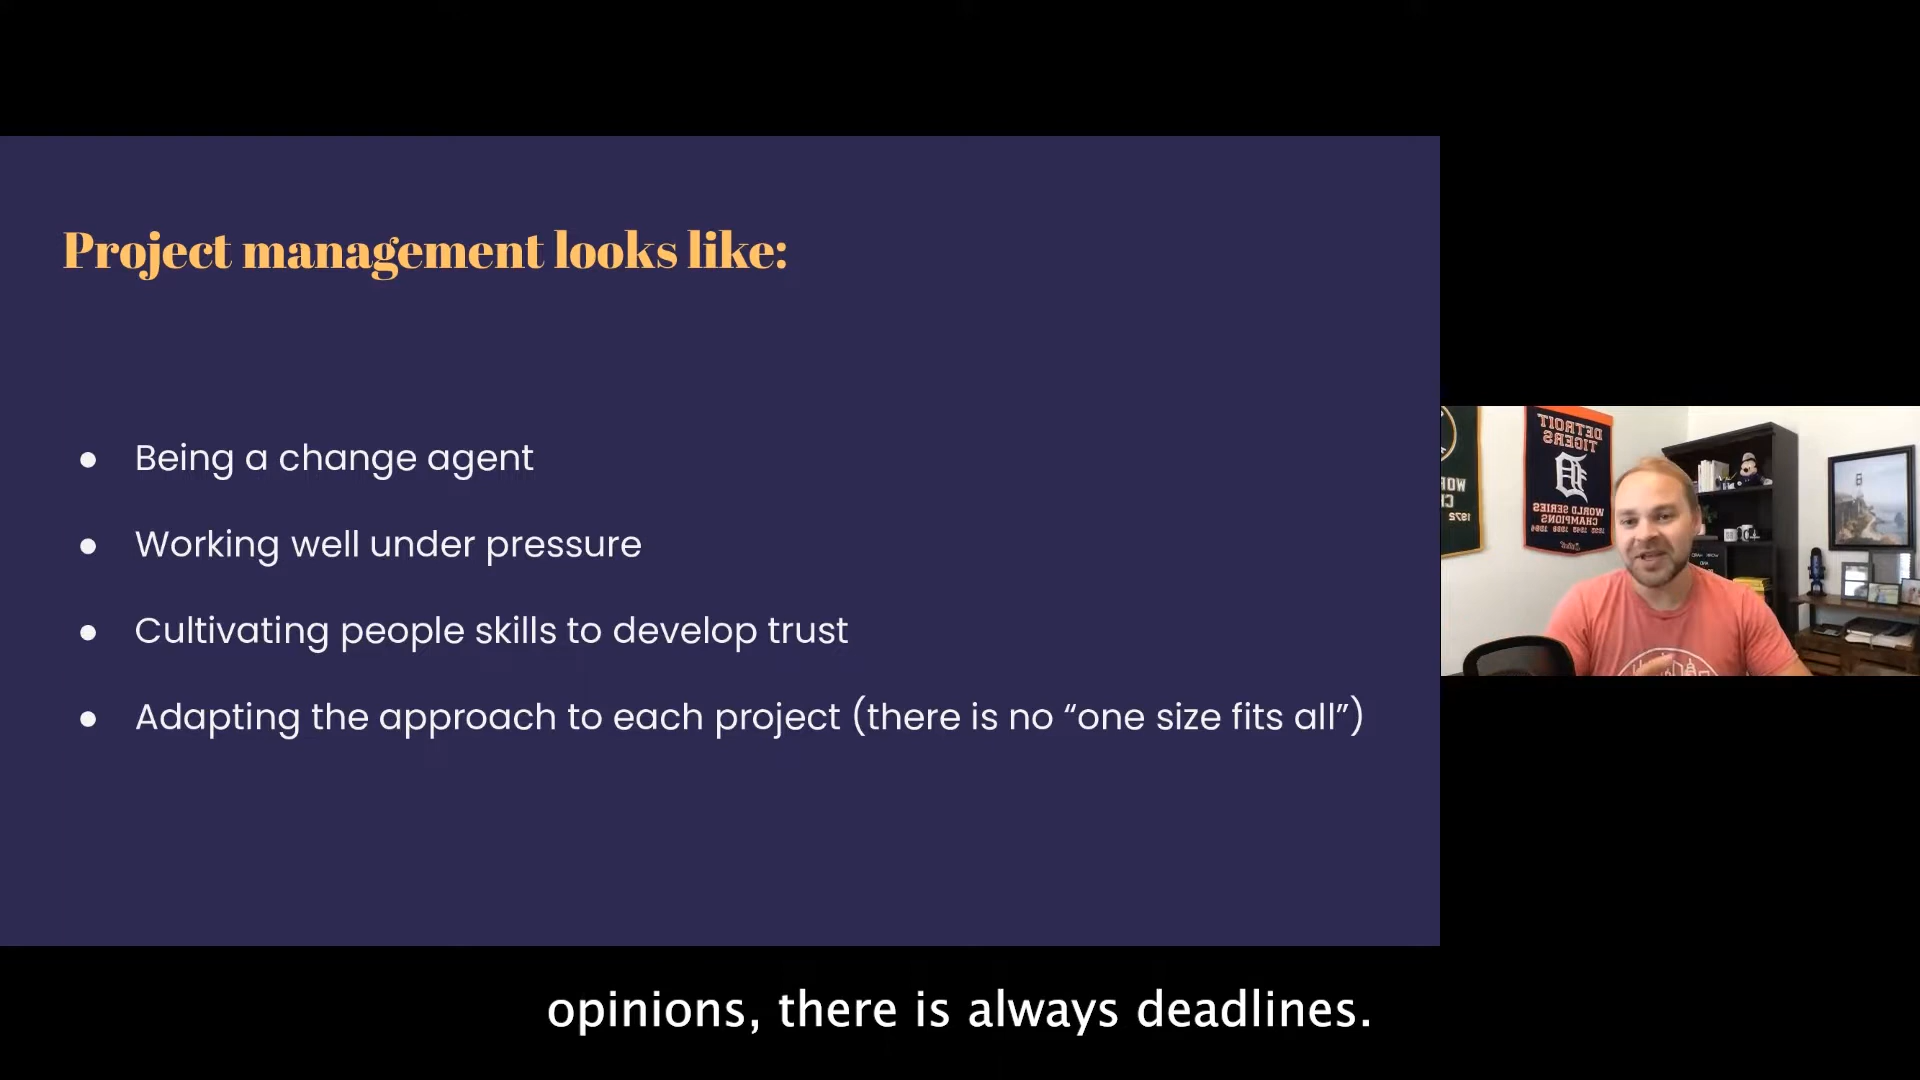 Project management looks like:
● Being a change agent
● Working well under pressure
● Cultivating people skills to develop trust
● Adapting the approach to each project (there is no “one size fits all”)
DETROIT
TIGERS
WORLD SERIES
CHAMPIONS
WOR
1972
opinions, there is always deadlines.